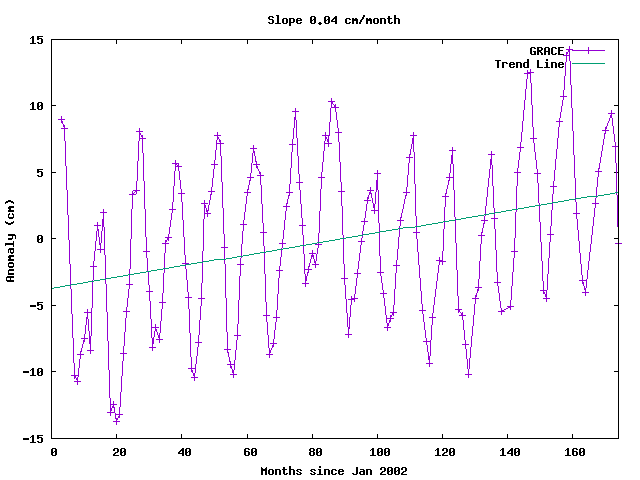 Slope 0.04 cm/month
GRACE
Trend Line
15
10
5
0
-5
-10
-15
Anomaly (cm)
0 20 40 60 80 100 120 140 160
Months since Jan 2002